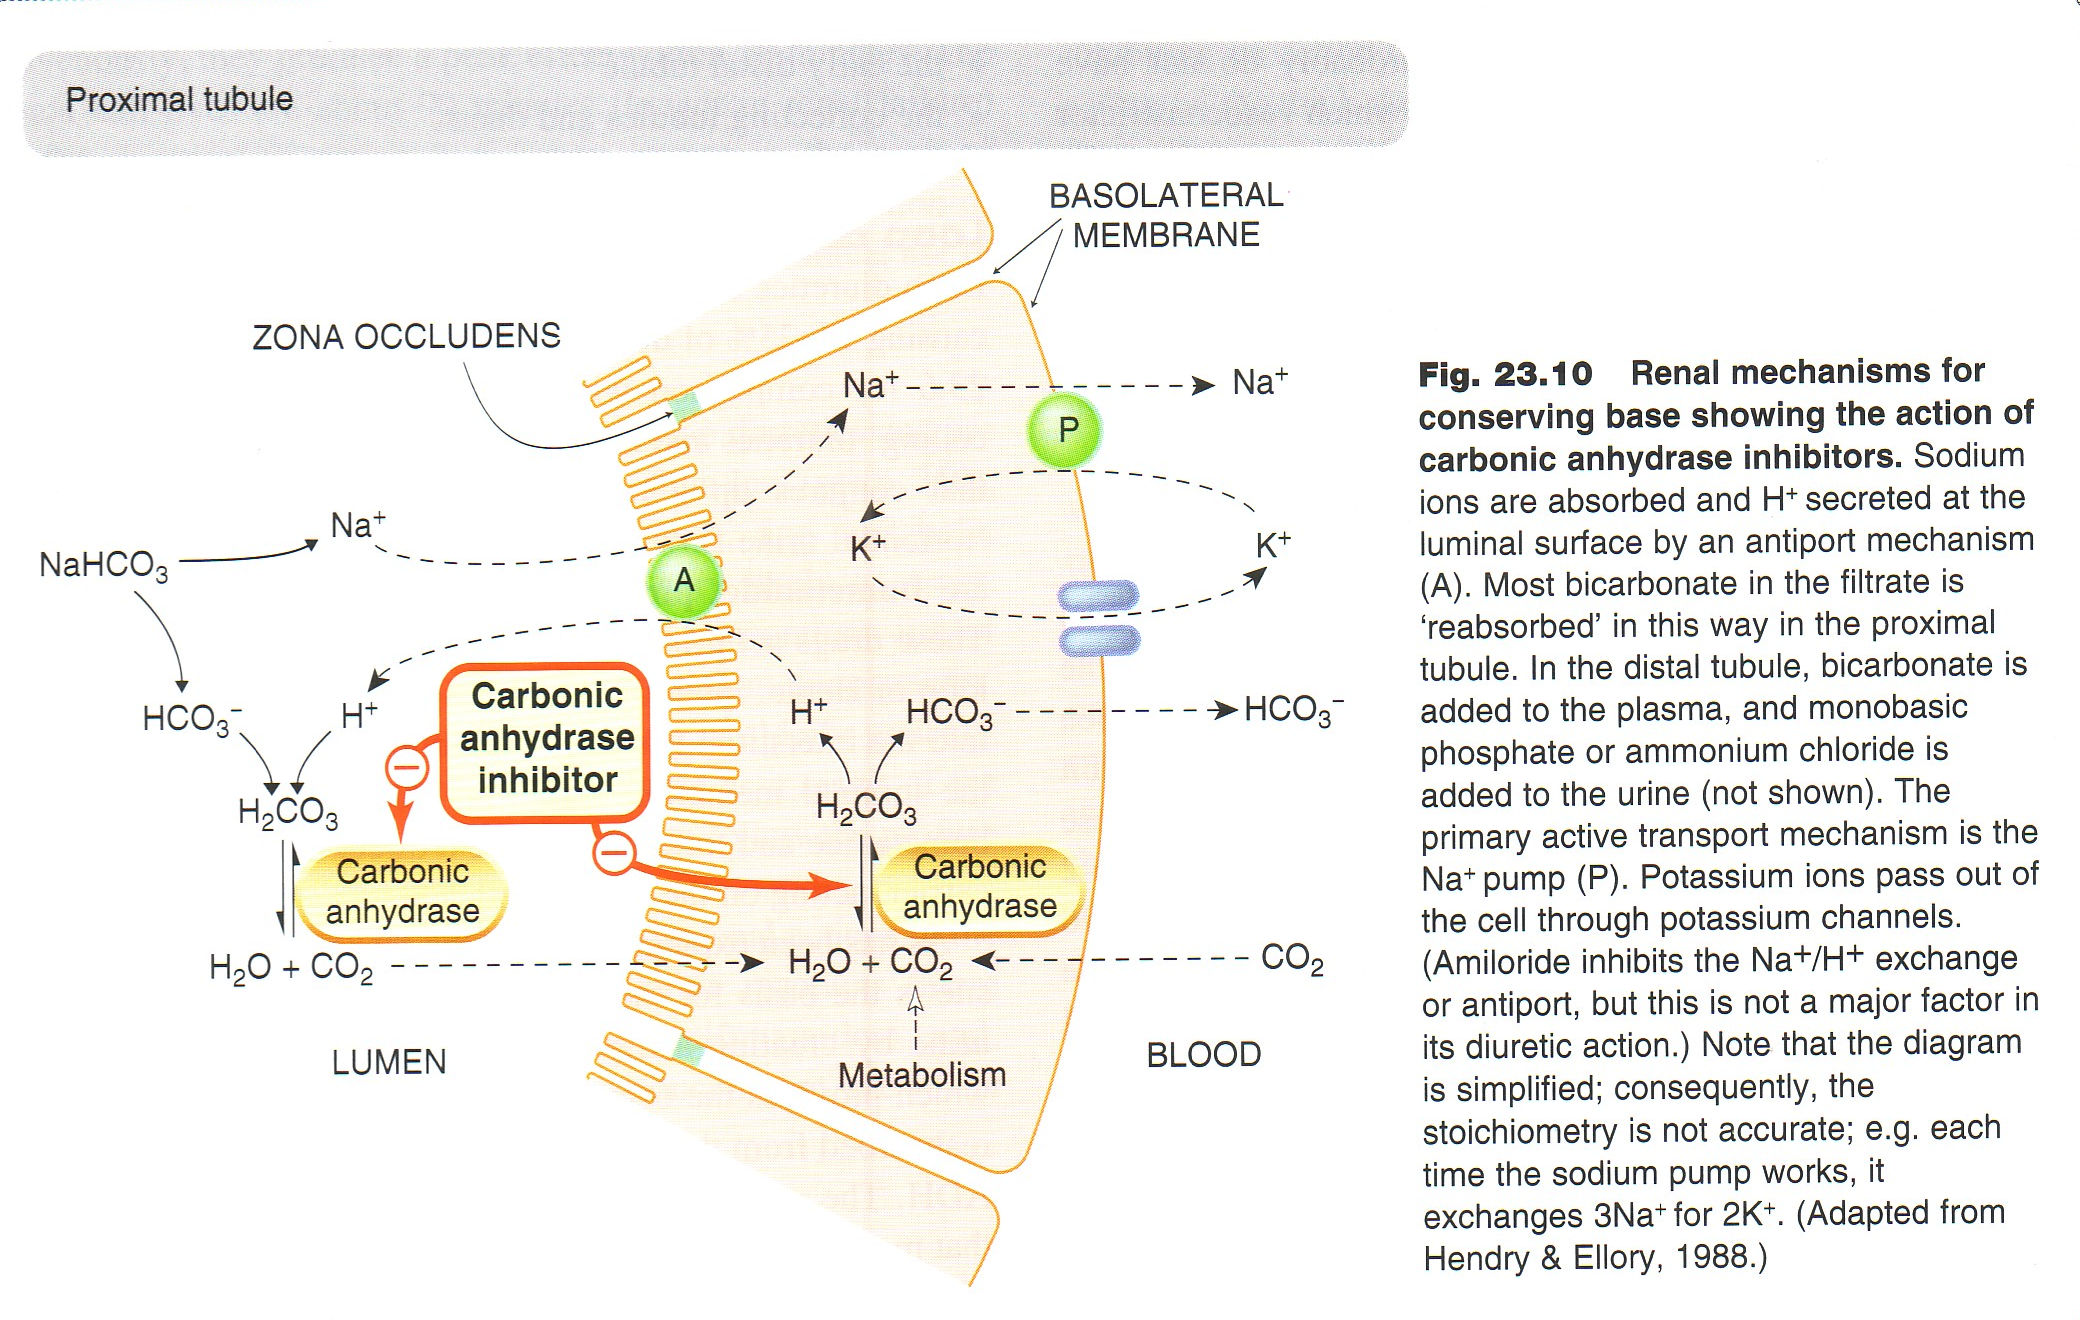 Proximal tubule
BASOLATERAL
MEMBRANE
ZONA OCCLUDENS
Na⁺
Na⁺
P
Na⁺
NaHCO₃
K⁺
K⁺
A
HCO₃⁻
H⁺
Carbonic
anhydrase
inhibitor
H⁺
HCO₃⁻
HCO₃⁻
−
H₂CO₃
H₂CO₃
−
Carbonic
anhydrase
Carbonic
anhydrase
H₂O + CO₂
H₂O + CO₂
CO₂
LUMEN
Metabolism
BLOOD
Fig. 23.10 Renal mechanisms for
conserving base showing the action of
carbonic anhydrase inhibitors. Sodium
ions are absorbed and H⁺ secreted at the
luminal surface by an antiport mechanism
(A). Most bicarbonate in the filtrate is
‘reabsorbed’ in this way in the proximal
tubule. In the distal tubule, bicarbonate is
added to the plasma, and monobasic
phosphate or ammonium chloride is
added to the urine (not shown). The
primary active transport mechanism is the
Na⁺ pump (P). Potassium ions pass out of
the cell through potassium channels.
(Amiloride inhibits the Na⁺/H⁺ exchange
or antiport, but this is not a major factor in
its diuretic action.) Note that the diagram
is simplified; consequently, the
stoichiometry is not accurate; e.g. each
time the sodium pump works, it
exchanges 3Na⁺ for 2K⁺. (Adapted from
Hendry & Ellory, 1988.)